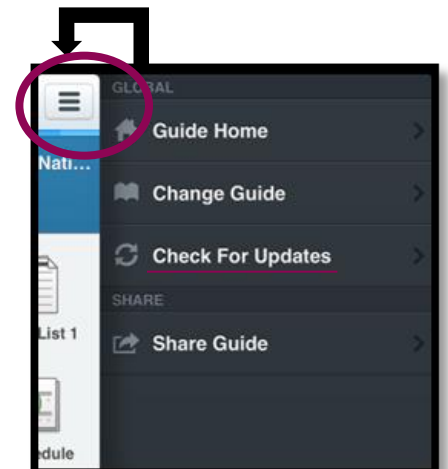 GLOBAL
Guide Home
Nati...
Change Guide
Check For Updates
SHARE
List 1
Share Guide
edule